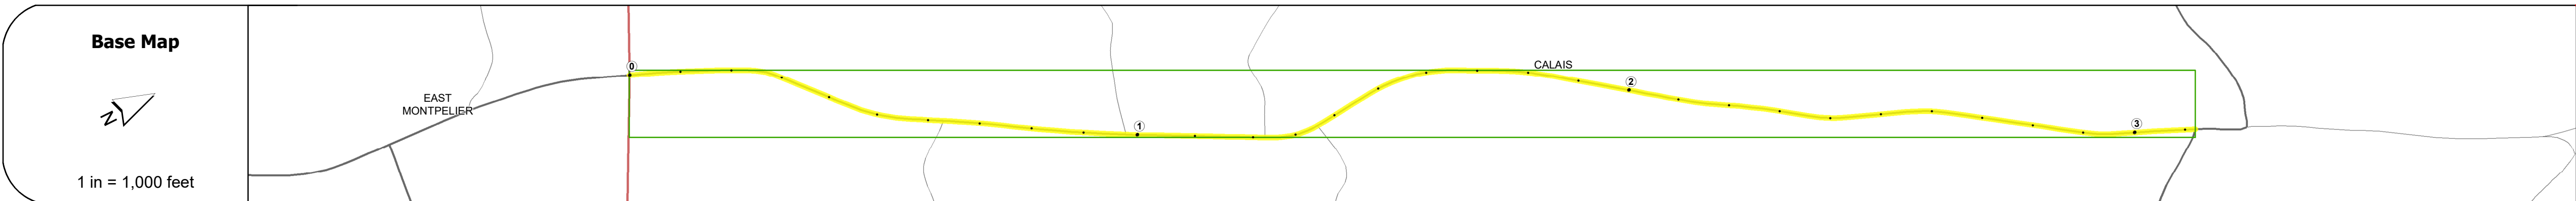 Base Map
N
1 in = 1,000 feet
EAST
MONTPELIER
0
1
CALAIS
2
3